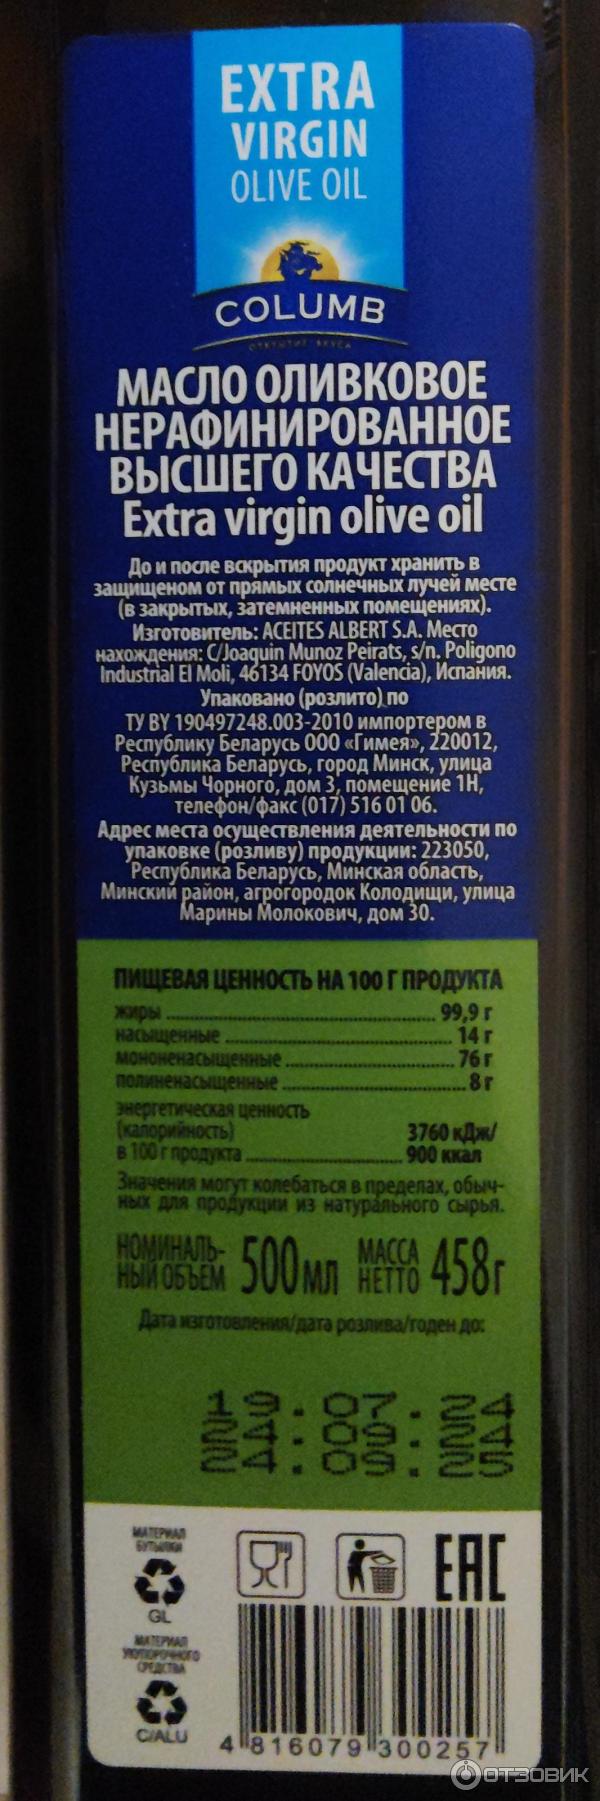 EXTRA
VIRGIN
OLIVE OIL
COLUMB
ОТКРЫТИЕ ВКУСА
МАСЛО ОЛИВКОВОЕ
НЕРАФИНИРОВАННОЕ
ВЫСШЕГО КАЧЕСТВА
Extra virgin olive oil
До и после вскрытия продукт хранить в
защищеном от прямых солнечных лучей месте
(в закрытых, затемненных помещениях).
Изготовитель: ACEITES ALBERT S.A. Место
нахождения: C/Joaquin Munoz Peirats, s/n. Poligono
Industrial El Moli, 46134 FOYOS (Valencia), Испания.
Упаковано (розлито) по
ТУ BY 190497248.003-2010 импортером в
Республику Беларусь ООО «Гимея», 220012,
Республика Беларусь, город Минск, улица
Кузьмы Чорного, дом 3, помещение 1Н,
телефон/факс (017) 516 01 06.
Адрес места осуществления деятельности по
упаковке (розливу) продукции: 223050,
Республика Беларусь, Минская область,
Минский район, агрогородок Колодищи, улица
Марины Молокович, дом 30.
ПИЩЕВАЯ ЦЕННОСТЬ НА 100 Г ПРОДУКТА
жиры 99,9 г
насыщенные 14 г
мононенасыщенные 76 г
полиненасыщенные 8 г
энергетическая ценность
(калорийность) 3760 кДж/
в 100 г продукта 900 ккал
Значения могут колебаться в пределах, обыч-
ных для продукции из натурального сырья.
НОМИНАЛЬ-
НЫЙ ОБЪЕМ 500 мл МАССА НЕТТО 458 г
Дата изготовления/дата розлива/годен до:
19.07.24
24.09.24
24.09.25
МАТЕРИАЛ
БУТЫЛКИ
GL
EAC
МАТЕРИАЛ
УКУПОРОЧНОГО
СРЕДСТВА
C/ALU
4 816079 300257
ОТЗОВИК